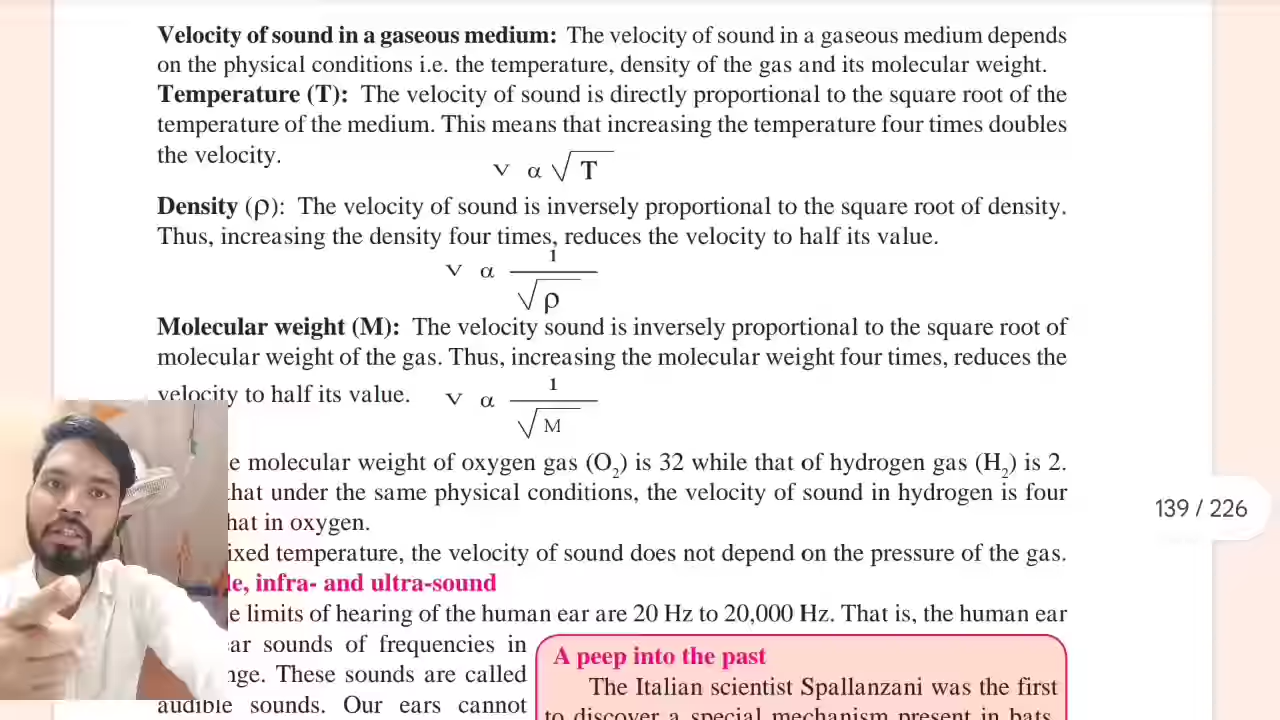 Velocity of sound in a gaseous medium: The velocity of sound in a gaseous medium depends
on the physical conditions i.e. the temperature, density of the gas and its molecular weight.
Temperature (T): The velocity of sound is directly proportional to the square root of the
temperature of the medium. This means that increasing the temperature four times doubles
the velocity.
v α √T
Density (ρ): The velocity of sound is inversely proportional to the square root of density.
Thus, increasing the density four times, reduces the velocity to half its value.
v α 1/√ρ
Molecular weight (M): The velocity sound is inversely proportional to the square root of
molecular weight of the gas. Thus, increasing the molecular weight four times, reduces the
velocity to half its value. v α 1/√M
molecular weight of oxygen gas (O₂) is 32 while that of hydrogen gas (H₂) is 2.
that under the same physical conditions, the velocity of sound in hydrogen is four
that in oxygen.
temperature, the velocity of sound does not depend on the pressure of the gas.
infra- and ultra-sound
limits of hearing of the human ear are 20 Hz to 20,000 Hz. That is, the human ear
sounds of frequencies in
These sounds are called
audible sounds. Our ears cannot
A peep into the past
The Italian scientist Spallanzani was the first
to discover a special mechanism present in bats
139 / 226